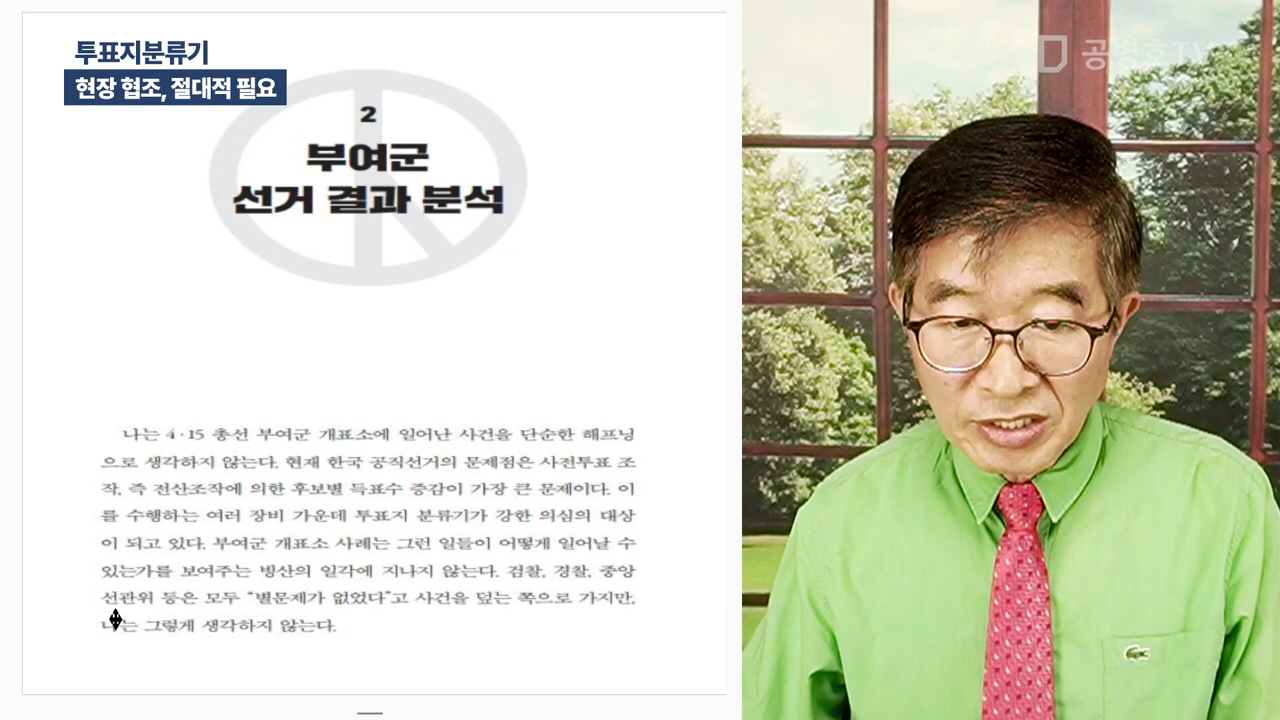 투표지분류기
현장 협조, 절대적 필요
공병호TV
2
부여군
선거 결과 분석
나는 4·15 총선 부여군 개표소에 일어난 사건을 단순한 해프닝
으로 생각하지 않는다. 현재 한국 공직선거의 문제점은 사전투표 조
작, 즉 전산조작에 의한 후보별 득표수 증감이 가장 큰 문제이다. 이
를 수행하는 여러 장비 가운데 투표지 분류기가 강한 의심의 대상
이 되고 있다. 부여군 개표소 사례는 그런 일들이 어떻게 일어날 수
있는가를 보여주는 빙산의 일각에 지나지 않는다. 검찰, 경찰, 중앙
선관위 등은 모두 "별문제가 없었다"고 사건을 덮는 쪽으로 가지만,
나는 그렇게 생각하지 않는다.